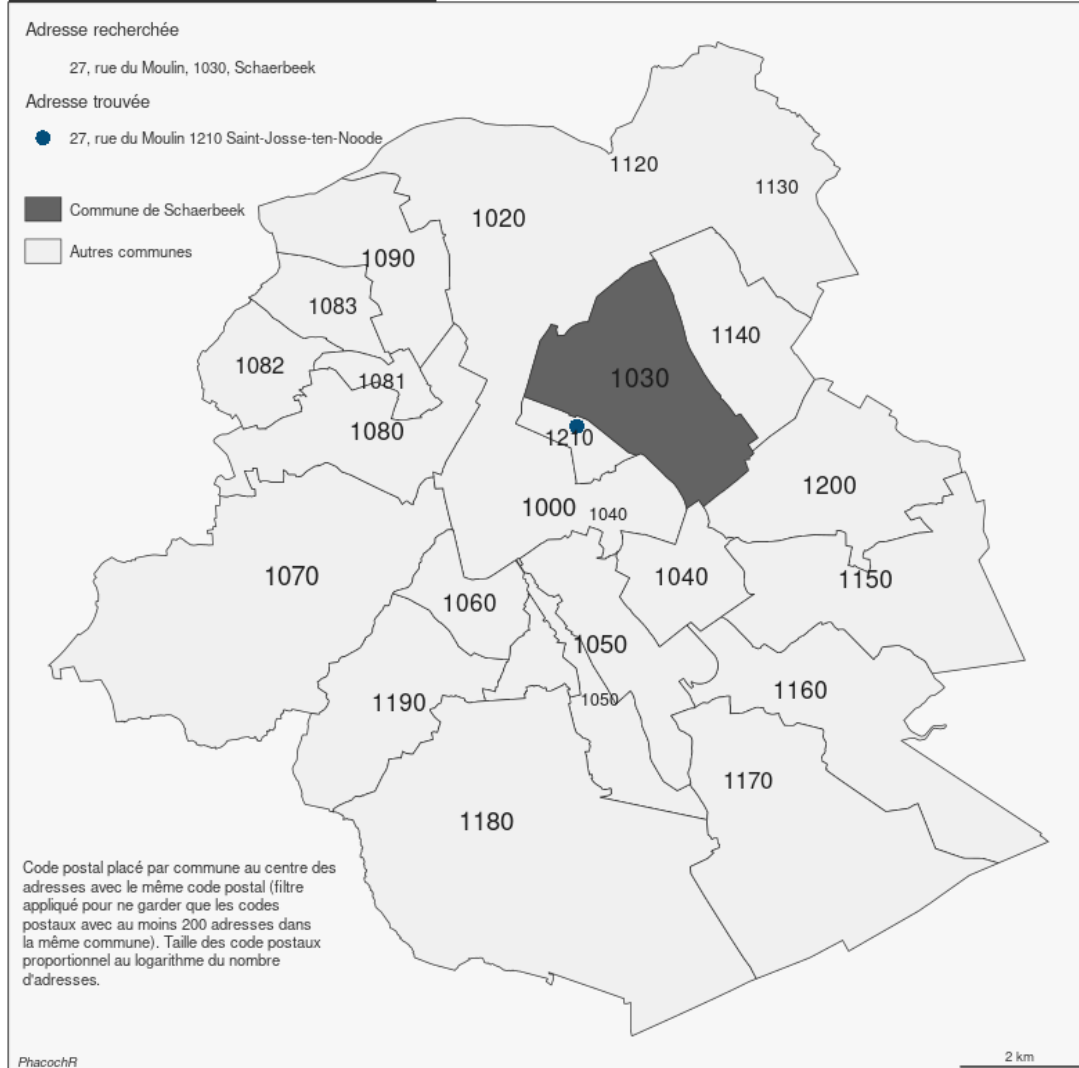 Adresse recherchée
27, rue du Moulin, 1030, Schaerbeek
Adresse trouvée
27, rue du Moulin 1210 Saint-Josse-ten-Noode
Commune de Schaerbeek
Autres communes
1120
1130
1020
1090
1083
1140
1082
1081
1030
1080
1210
1200
1000
1040
1070
1040
1150
1060
1050
1160
1190
1050
1170
1180
Code postal placé par commune au centre des
adresses avec le même code postal (filtre
appliqué pour ne garder que les codes
postaux avec au moins 200 adresses dans
la même commune). Taille des code postaux
proportionnel au logarithme du nombre
d'adresses.
PhacochR
2 km